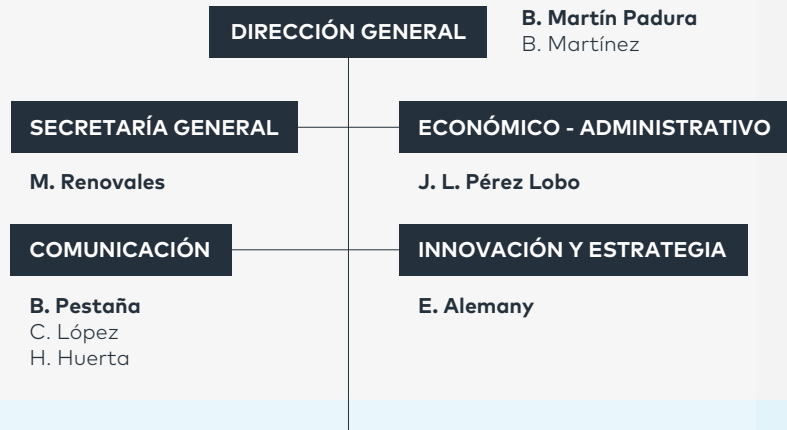 DIRECCIÓN GENERAL
B. Martín Padura
B. Martínez
SECRETARÍA GENERAL
M. Renovales
ECONÓMICO - ADMINISTRATIVO
J. L. Pérez Lobo
COMUNICACIÓN
B. Pestaña
C. López
H. Huerta
INNOVACIÓN Y ESTRATEGIA
E. Alemany